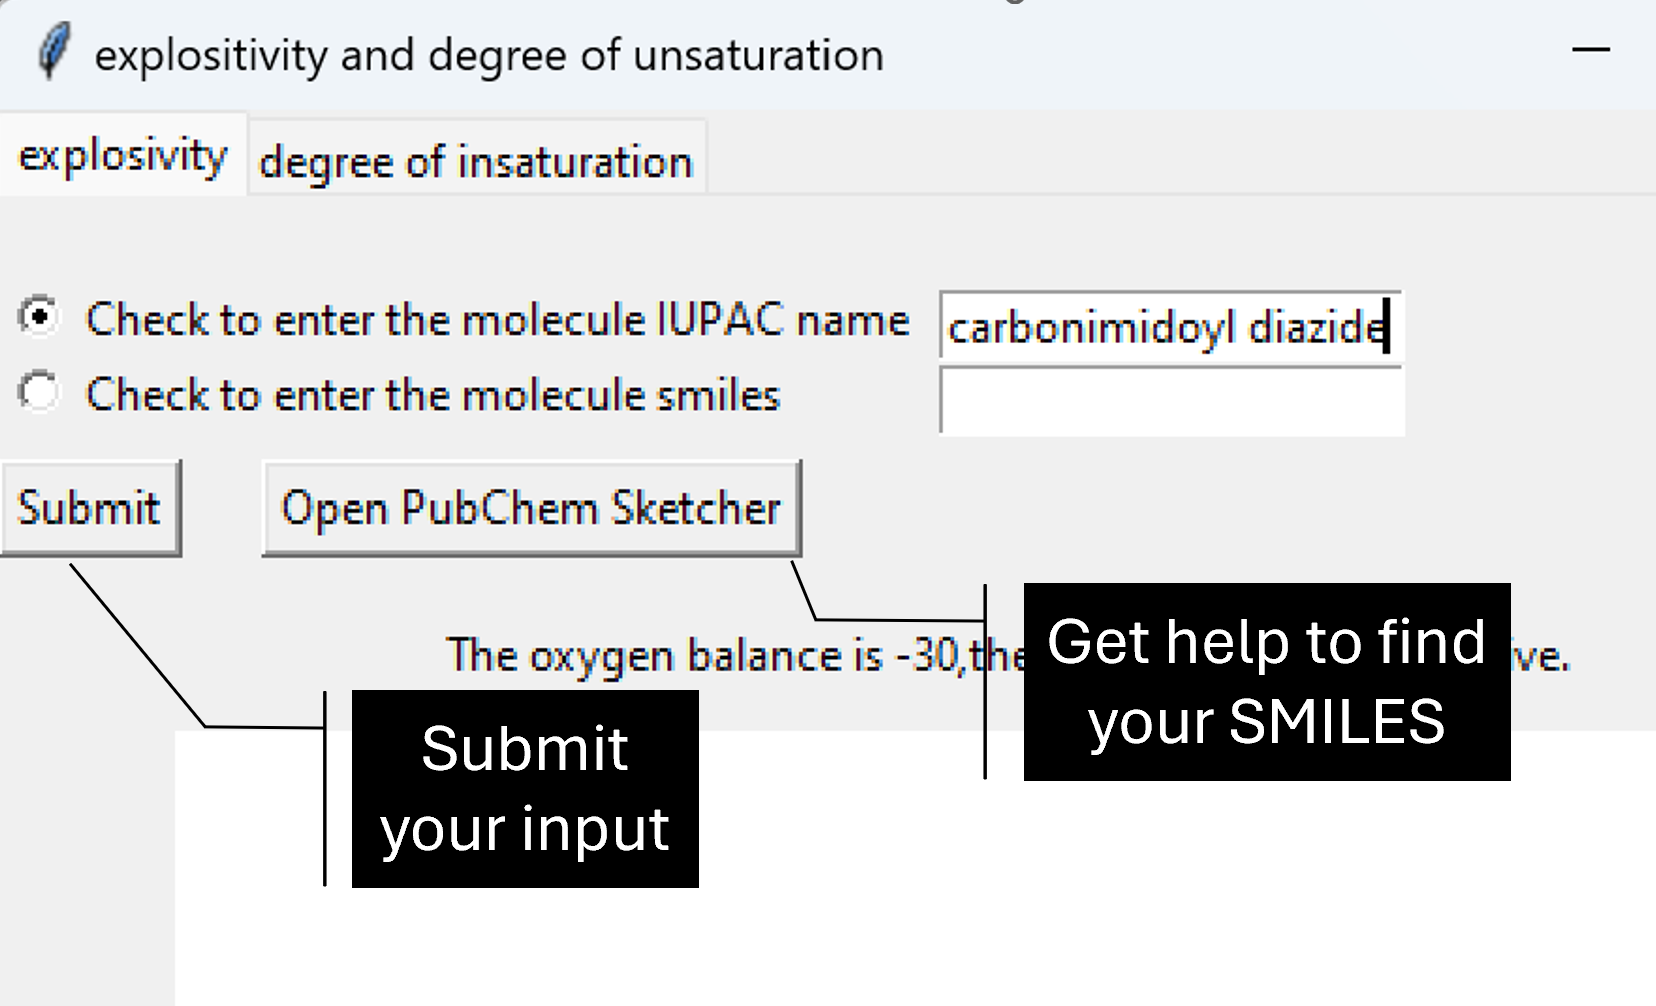 explositivity and degree of unsaturation
explosivity
degree of insaturation
Check to enter the molecule IUPAC name
carbonimidoyl diazide
Check to enter the molecule smiles
Submit
Open PubChem Sketcher
The oxygen balance is -30,the
Get help to find
your SMILES
Submit
your input